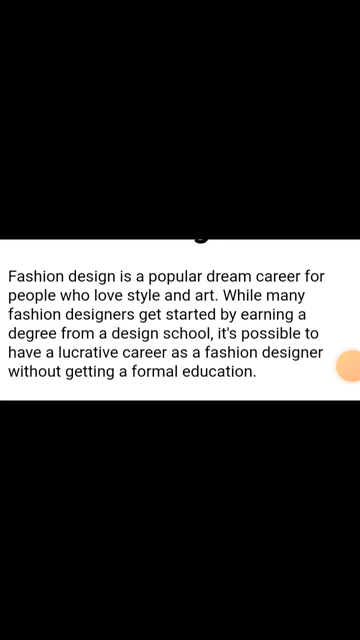 Fashion design is a popular dream career for
people who love style and art. While many
fashion designers get started by earning a
degree from a design school, it's possible to
have a lucrative career as a fashion designer
without getting a formal education.